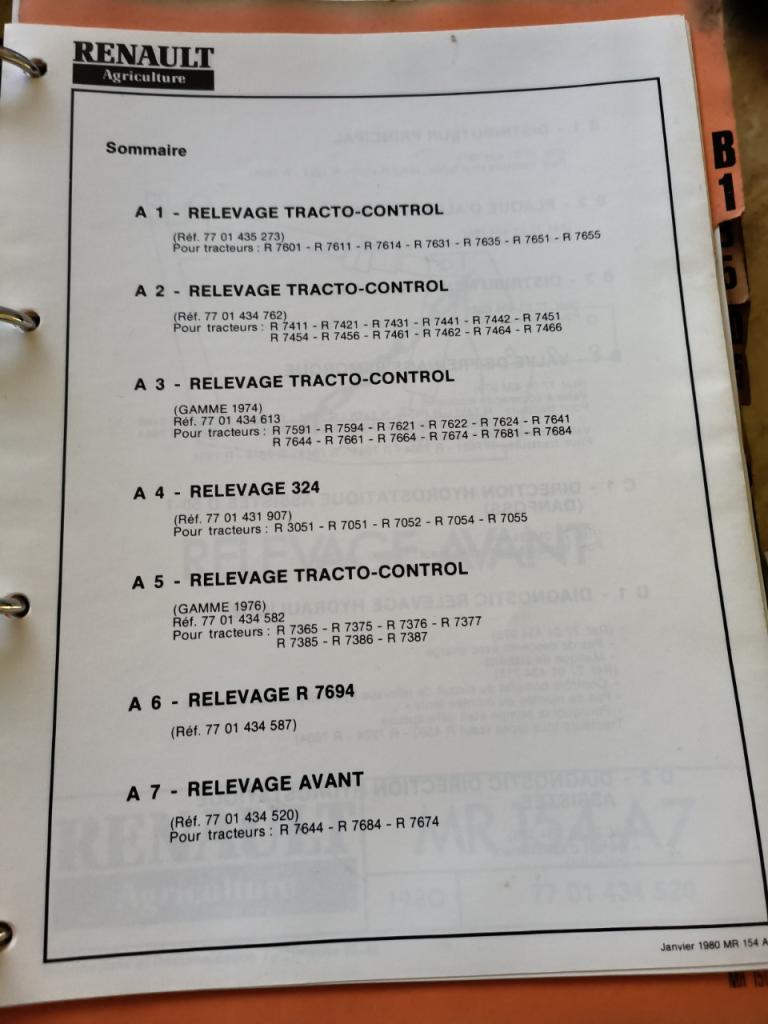 RENAULT
Agriculture
Sommaire
A 1 - RELEVAGE TRACTO-CONTROL
(Réf. 77 01 435 273)
Pour tracteurs : R 7601 - R 7611 - R 7614 - R 7631 - R 7635 - R 7651 - R 7655
A 2 - RELEVAGE TRACTO-CONTROL
(Réf. 77 01 434 762)
Pour tracteurs : R 7411 - R 7421 - R 7431 - R 7441 - R 7442 - R 7451
R 7454 - R 7456 - R 7461 - R 7462 - R 7464 - R 7466
A 3 - RELEVAGE TRACTO-CONTROL
(GAMME 1974)
Réf. 77 01 434 613
Pour tracteurs : R 7591 - R 7594 - R 7621 - R 7622 - R 7624 - R 7641
R 7644 - R 7661 - R 7664 - R 7674 - R 7681 - R 7684
A 4 - RELEVAGE 324
(Réf. 77 01 431 907)
Pour tracteurs : R 3051 - R 7051 - R 7052 - R 7054 - R 7055
A 5 - RELEVAGE TRACTO-CONTROL
(GAMME 1976)
Réf. 77 01 434 582
Pour tracteurs : R 7365 - R 7375 - R 7376 - R 7377
R 7385 - R 7386 - R 7387
A 6 - RELEVAGE R 7694
(Réf. 77 01 434 587)
A 7 - RELEVAGE AVANT
(Réf. 77 01 434 520)
Pour tracteurs : R 7644 - R 7684 - R 7674
Janvier 1980 MR 154 A
B1